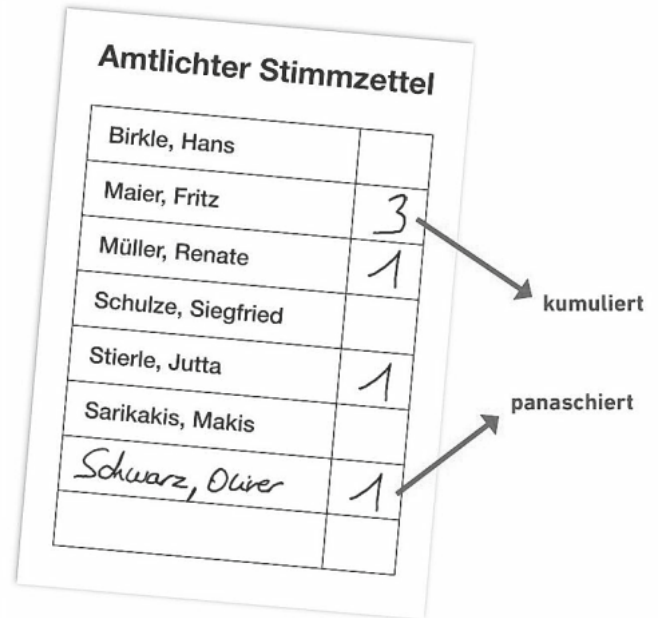 Amtlichter Stimmzettel
Birkle, Hans
Maier, Fritz 3
Müller, Renate 1
Schulze, Siegfried
Stierle, Jutta 1
Sarikakis, Makis
Schwarz, Oliver 1
kumuliert
panaschiert